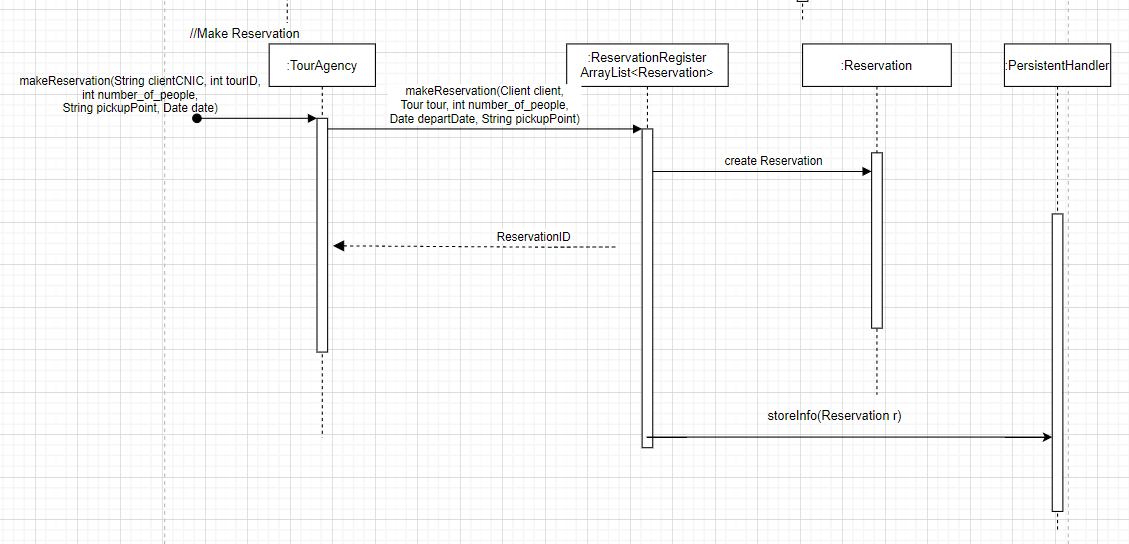 //Make Reservation
:TourAgency
:ReservationRegister
ArrayList<Reservation>
:Reservation
:PersistentHandler
makeReservation(String clientCNIC, int tourID,
int number_of_people,
String pickupPoint, Date date)
makeReservation(Client client,
Tour tour, int number_of_people,
Date departDate, String pickupPoint)
create Reservation
ReservationID
storeInfo(Reservation r)